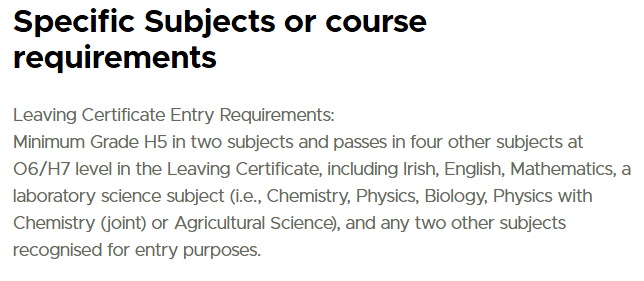 Specific Subjects or course
requirements
Leaving Certificate Entry Requirements:
Minimum Grade H5 in two subjects and passes in four other subjects at
O6/H7 level in the Leaving Certificate, including Irish, English, Mathematics, a
laboratory science subject (i.e., Chemistry, Physics, Biology, Physics with
Chemistry (joint) or Agricultural Science), and any two other subjects
recognised for entry purposes.